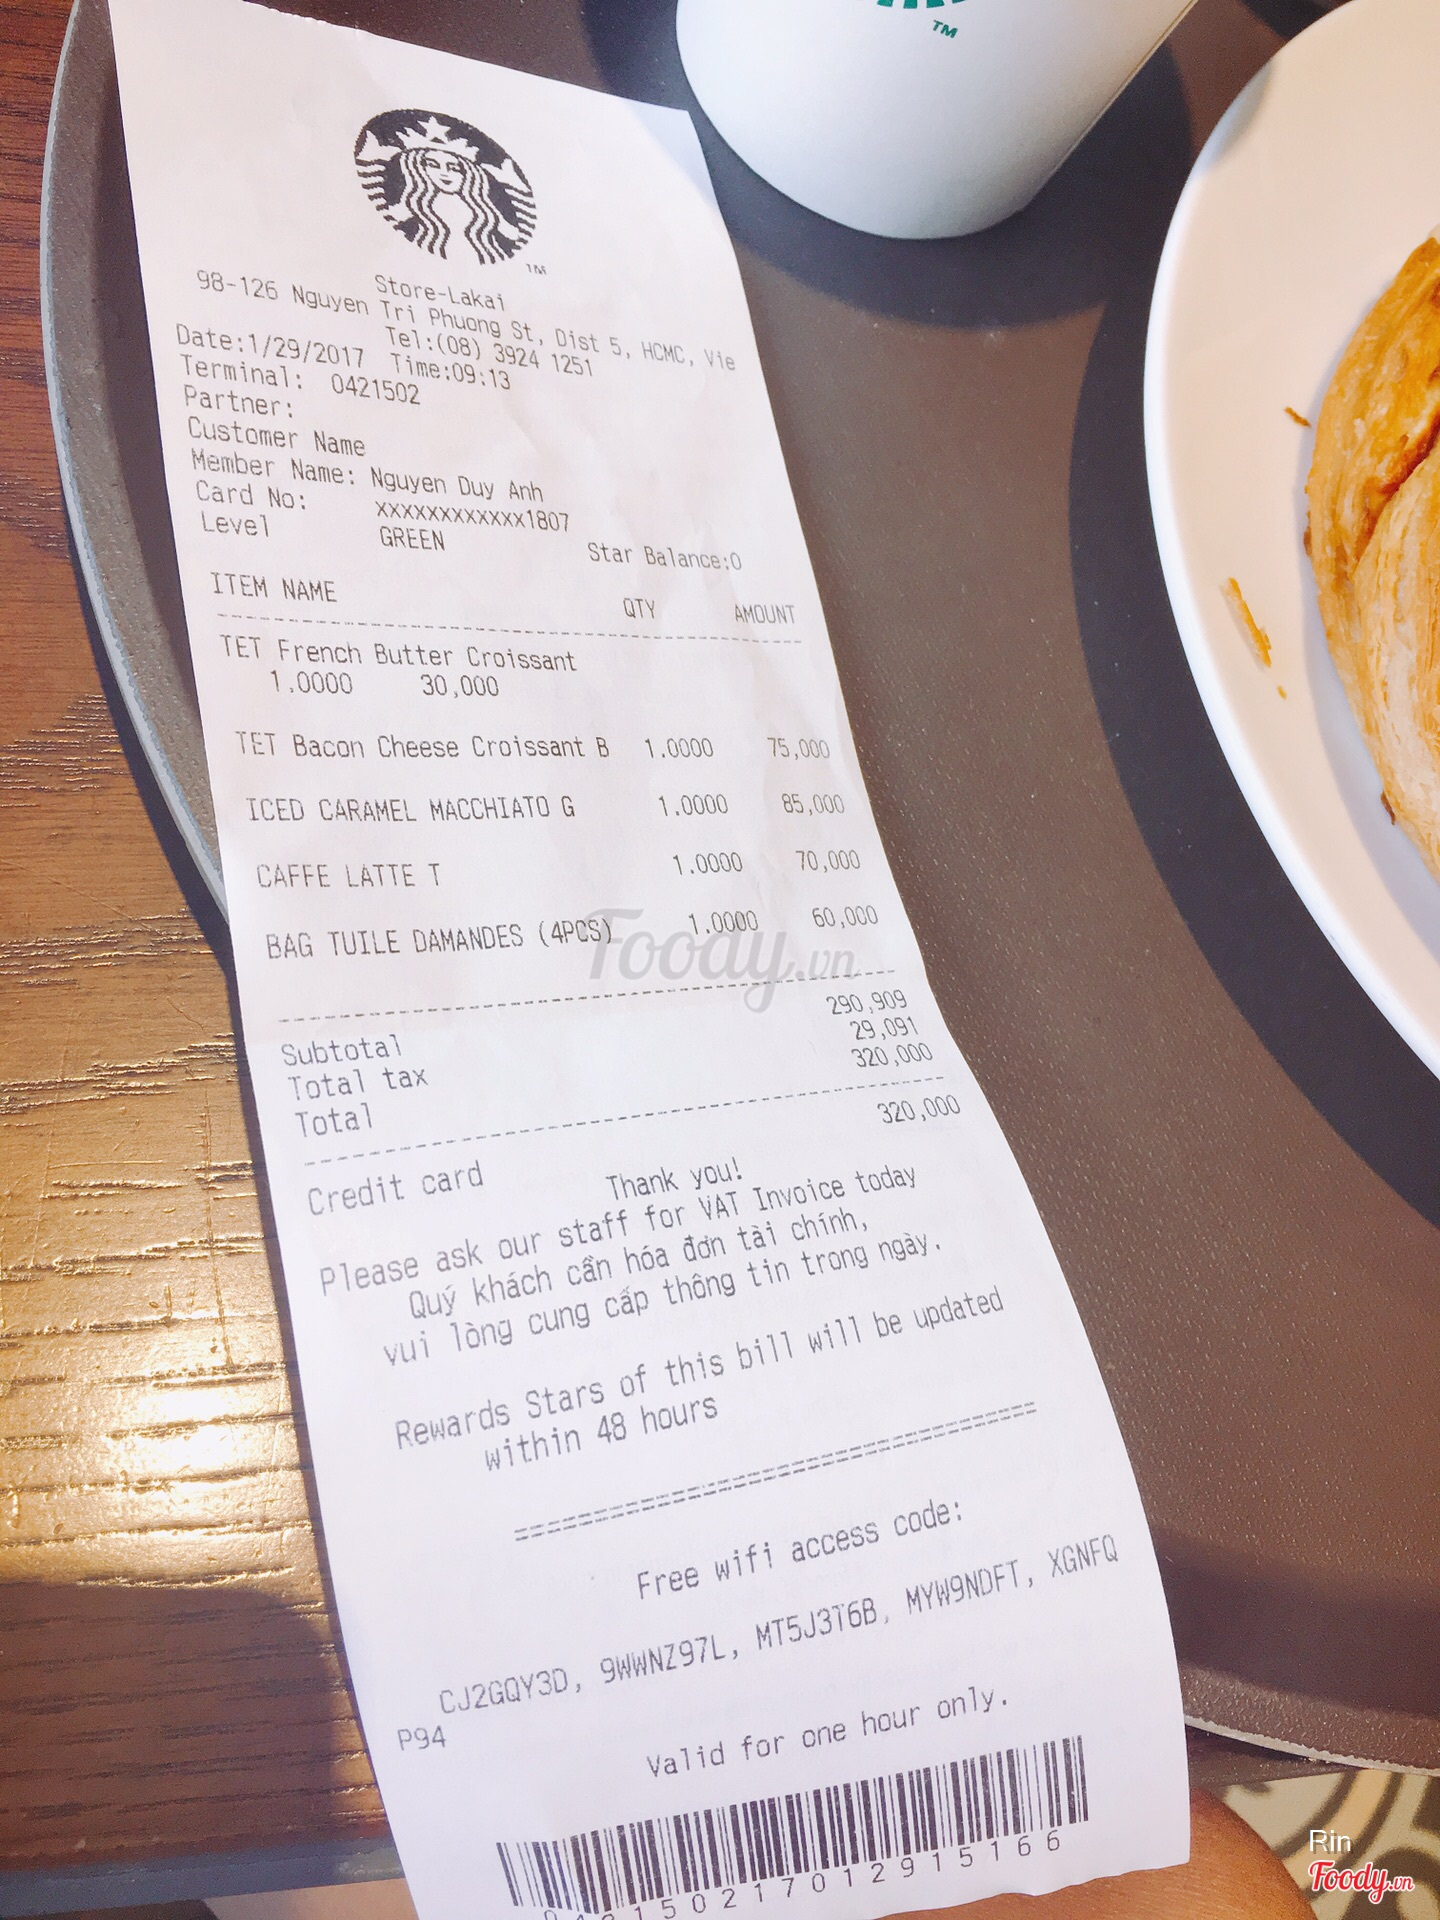 TM
TM
Store-Lakai
98-126 Nguyen Tri Phuong St, Dist 5, HCMC, Vie
Tel:(08) 3924 1251
Date:1/29/2017 Time:09:13
Terminal: 0421502
Partner:
Customer Name
Member Name: Nguyen Duy Anh
Card No: xxxxxxxxxxxx1807
Level GREEN Star Balance:0
ITEM NAME QTY AMOUNT
TET French Butter Croissant
1.0000 30,000
TET Bacon Cheese Croissant B 1.0000 75,000
ICED CARAMEL MACCHIATO G 1.0000 85,000
CAFFE LATTE T 1.0000 70,000
BAG TUILE DAMANDES (4PCS) 1.0000 60,000
Foody.vn
Subtotal 290,909
Total tax 29,091
Total 320,000
Credit card 320,000
Thank you!
Please ask our staff for VAT Invoice today
Quý khách cần hóa đơn tài chính,
vui lòng cung cấp thông tin trong ngày.
Rewards Stars of this bill will be updated
within 48 hours
Free wifi access code:
CJ2GQY3D, 9WWNZ97L, MT5J3T6B, MYW9NDFT, XGNFQ
P94
Valid for one hour only.
042150217012915166
Rin
Foody.vn